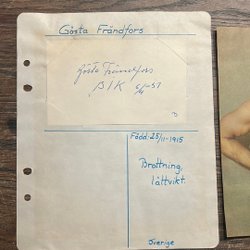 Gösta Frändfors
Gösta Frändfors
BIK
Född: 25/11-1915
Brottning,
lättvikt.
Sverige